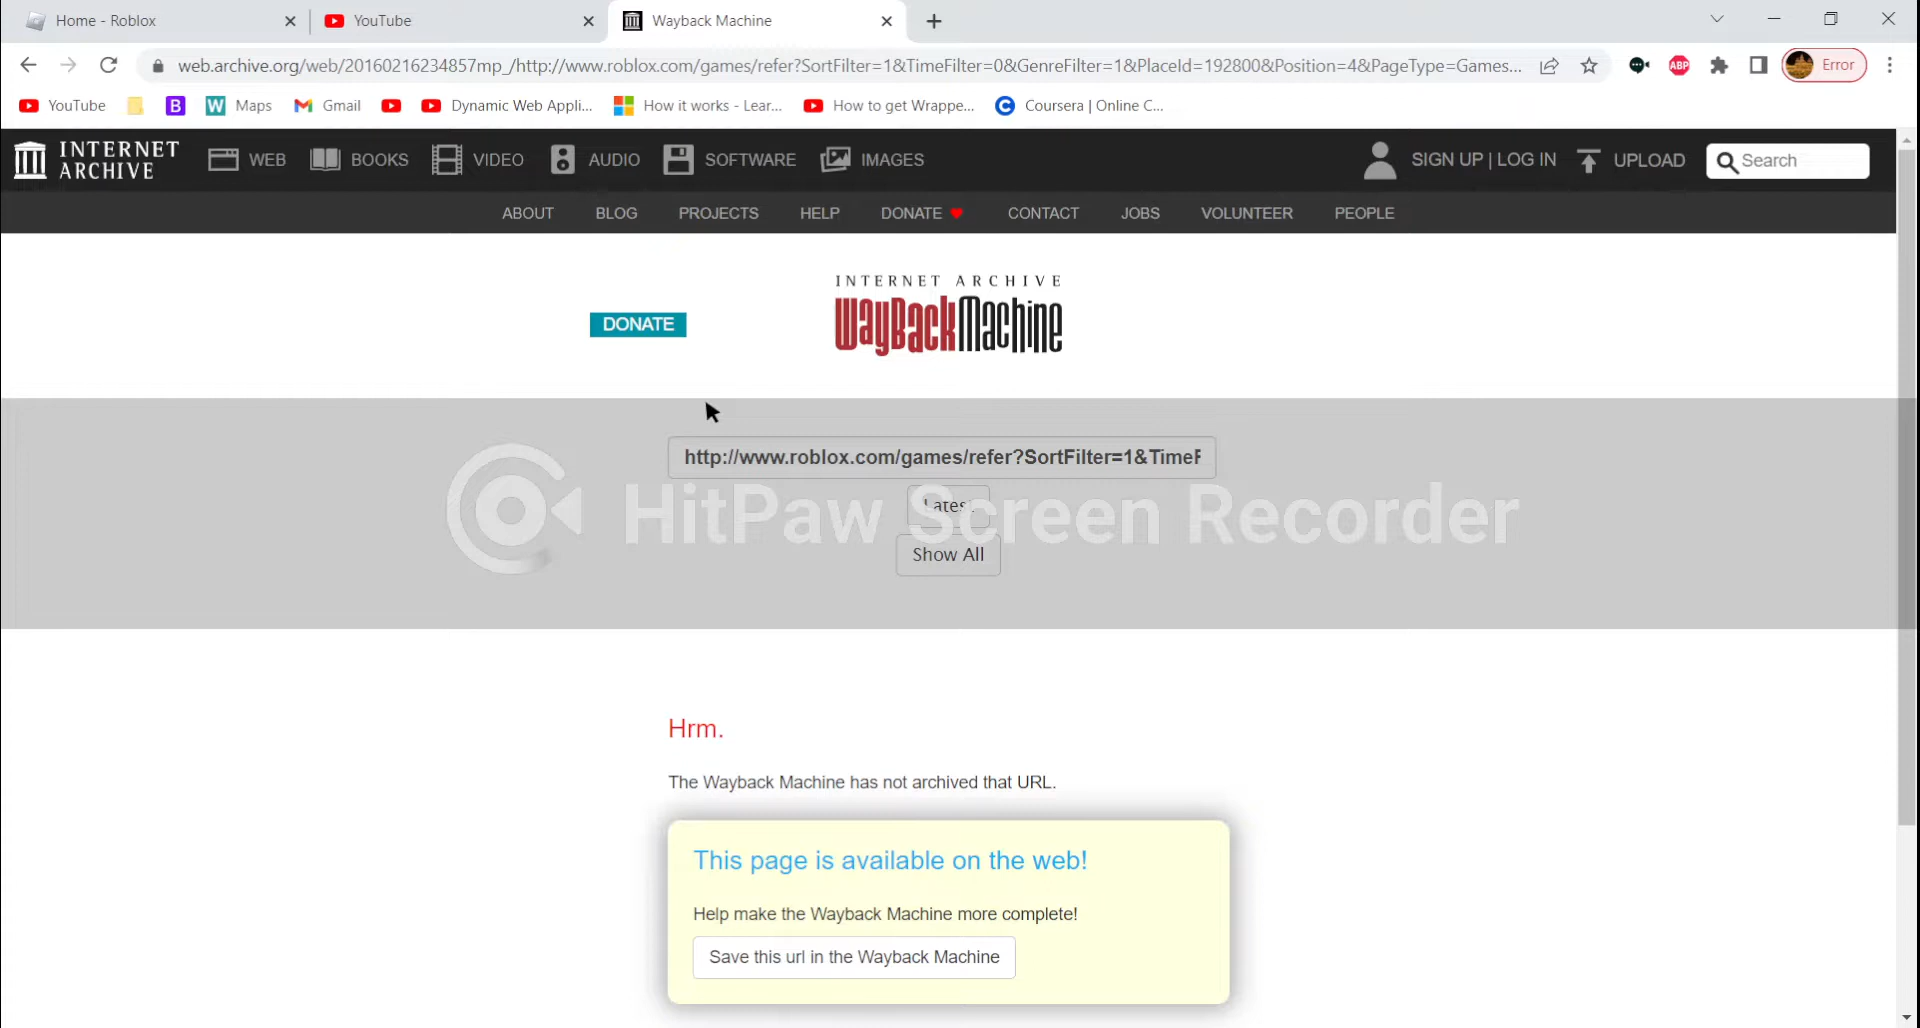 Home - Roblox
YouTube
Wayback Machine
web.archive.org/web/20160216234857mp_/http://www.roblox.com/games/refer?SortFilter=1&TimeFilter=0&GenreFilter=1&PlaceId=192800&Position=4&PageType=Games...
ABP
Error
YouTube
B
W Maps
Gmail
Dynamic Web Appli...
How it works - Lear...
How to get Wrappe...
C Coursera | Online C...
INTERNET
ARCHIVE
WEB
BOOKS
VIDEO
AUDIO
SOFTWARE
IMAGES
SIGN UP | LOG IN
UPLOAD
Search
ABOUT
BLOG
PROJECTS
HELP
DONATE
CONTACT
JOBS
VOLUNTEER
PEOPLE
INTERNET ARCHIVE
WayBackMachine
DONATE
http://www.roblox.com/games/refer?SortFilter=1&TimeF
Latest
HitPaw Screen Recorder
Show All
Hrm.
The Wayback Machine has not archived that URL.
This page is available on the web!
Help make the Wayback Machine more complete!
Save this url in the Wayback Machine